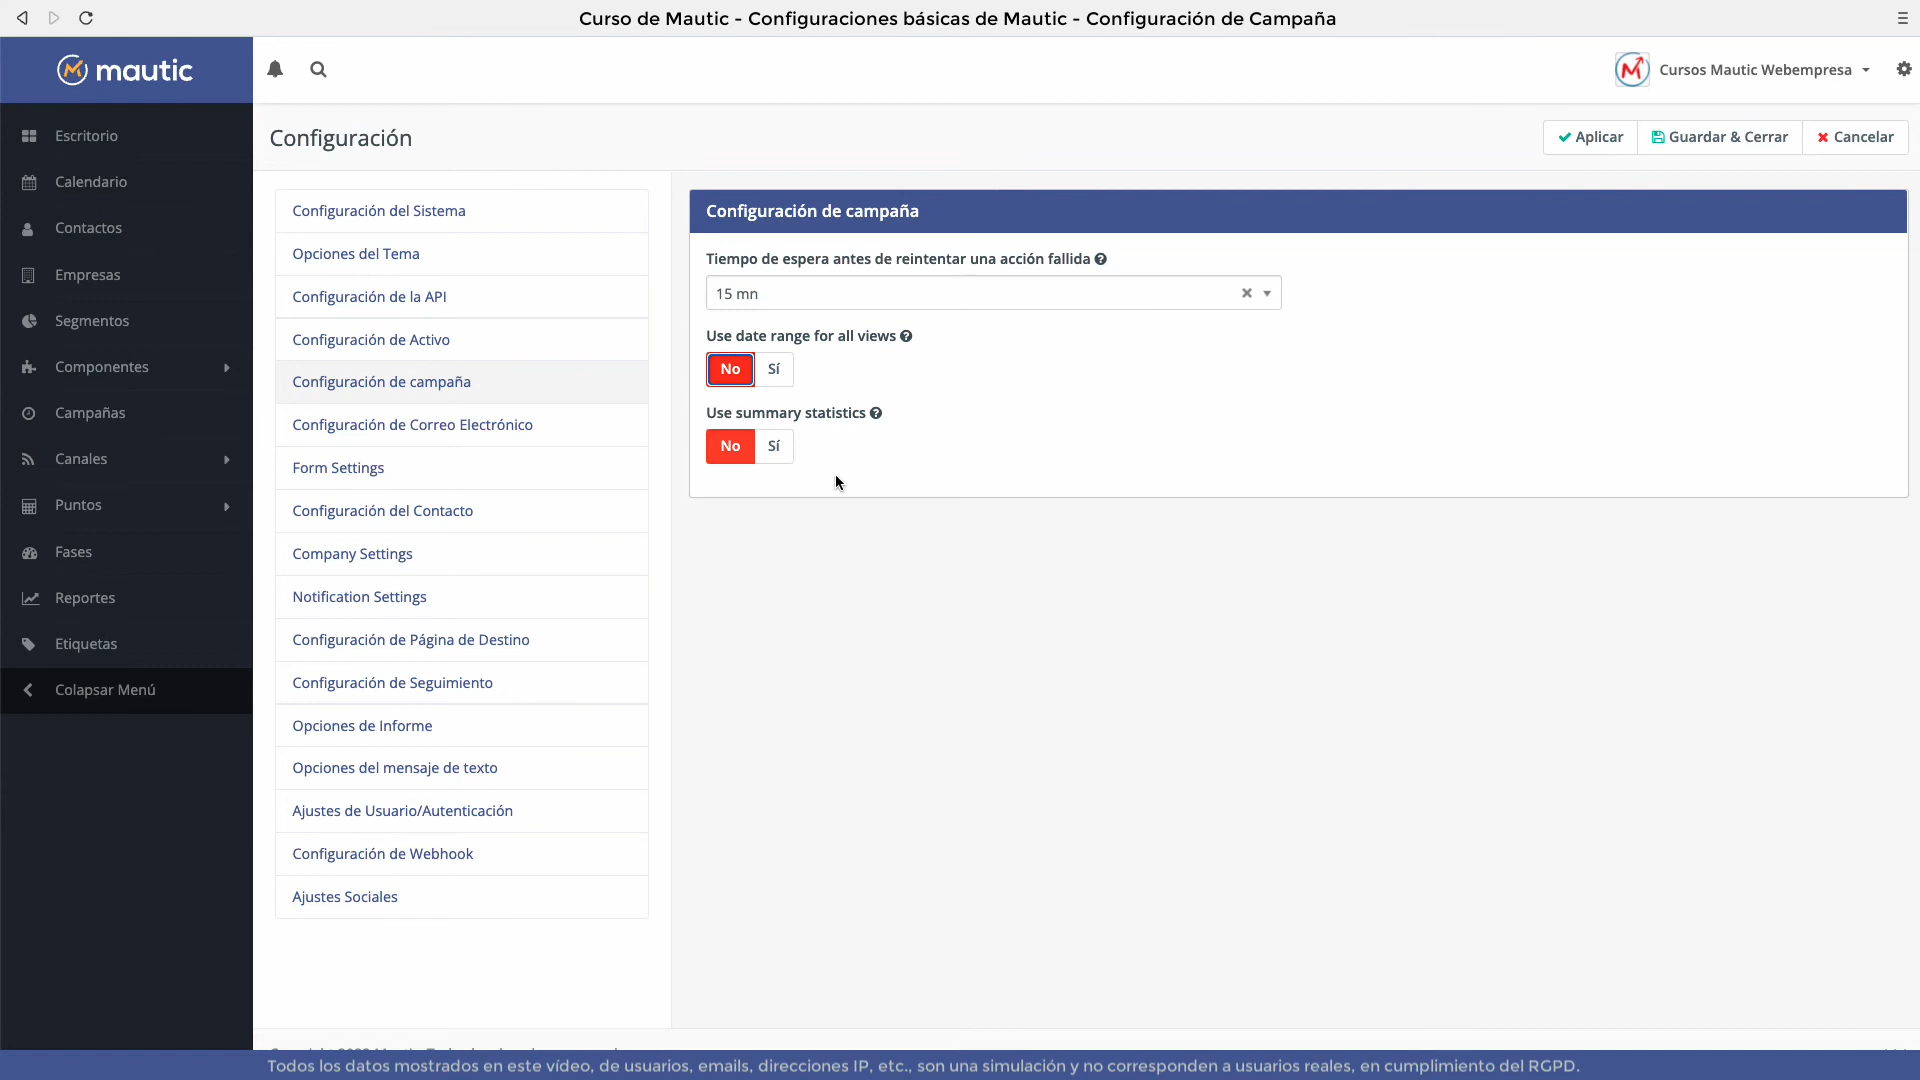 Curso de Mautic - Configuraciones básicas de Mautic - Configuración de Campaña
mautic
Cursos Mautic Webempresa
Escritorio
Calendario
Contactos
Empresas
Segmentos
Componentes
Campañas
Canales
Puntos
Fases
Reportes
Etiquetas
Colapsar Menú
Configuración
Aplicar
Guardar & Cerrar
Cancelar
Configuración del Sistema
Opciones del Tema
Configuración de la API
Configuración de Activo
Configuración de campaña
Configuración de Correo Electrónico
Form Settings
Configuración del Contacto
Company Settings
Notification Settings
Configuración de Página de Destino
Configuración de Seguimiento
Opciones de Informe
Opciones del mensaje de texto
Ajustes de Usuario/Autenticación
Configuración de Webhook
Ajustes Sociales
Configuración de campaña
Tiempo de espera antes de reintentar una acción fallida
15 mn
Use date range for all views
No Sí
Use summary statistics
No Sí
Todos los datos mostrados en este vídeo, de usuarios, emails, direcciones IP, etc., son una simulación y no corresponden a usuarios reales, en cumplimiento del RGPD.